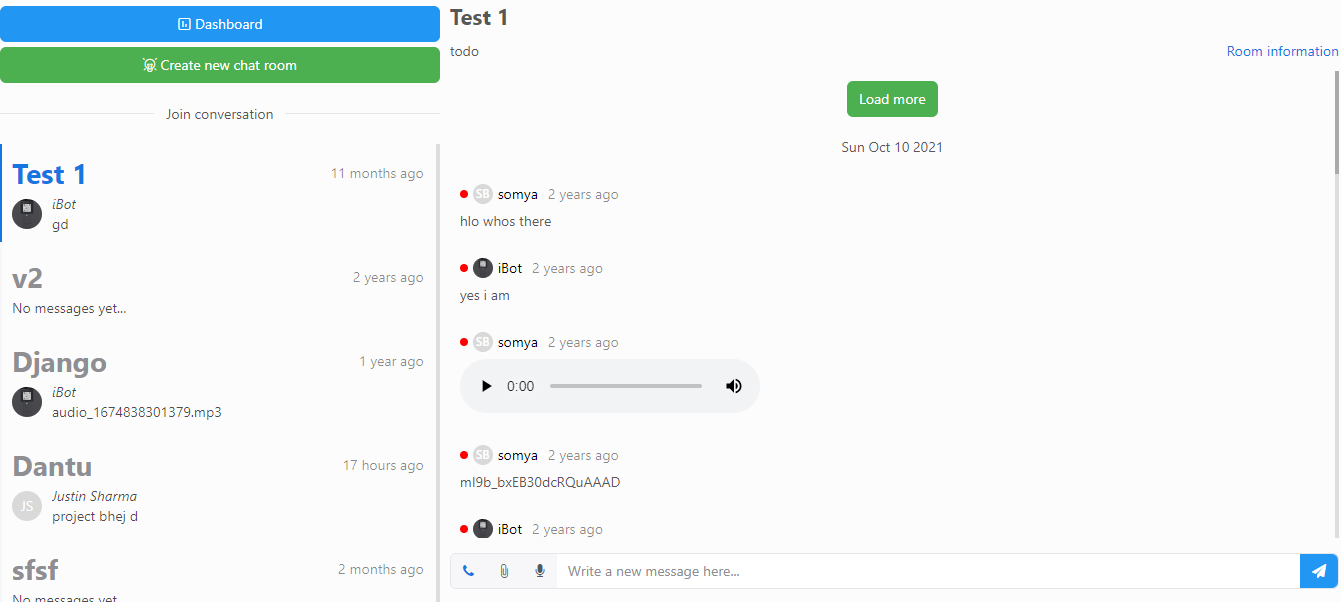 Dashboard
Create new chat room
Join conversation
Test 1
11 months ago
iBot
gd
v2
2 years ago
No messages yet...
Django
1 year ago
iBot
audio_1674838301379.mp3
Dantu
17 hours ago
JS
Justin Sharma
project bhej d
sfsf
2 months ago
No messages yet
Test 1
todo
Room information
Load more
Sun Oct 10 2021
SB somya 2 years ago
hlo whos there
iBot 2 years ago
yes i am
SB somya 2 years ago
0:00
SB somya 2 years ago
mI9b_bxEB30dcRQuAAAD
iBot 2 years ago
Write a new message here...